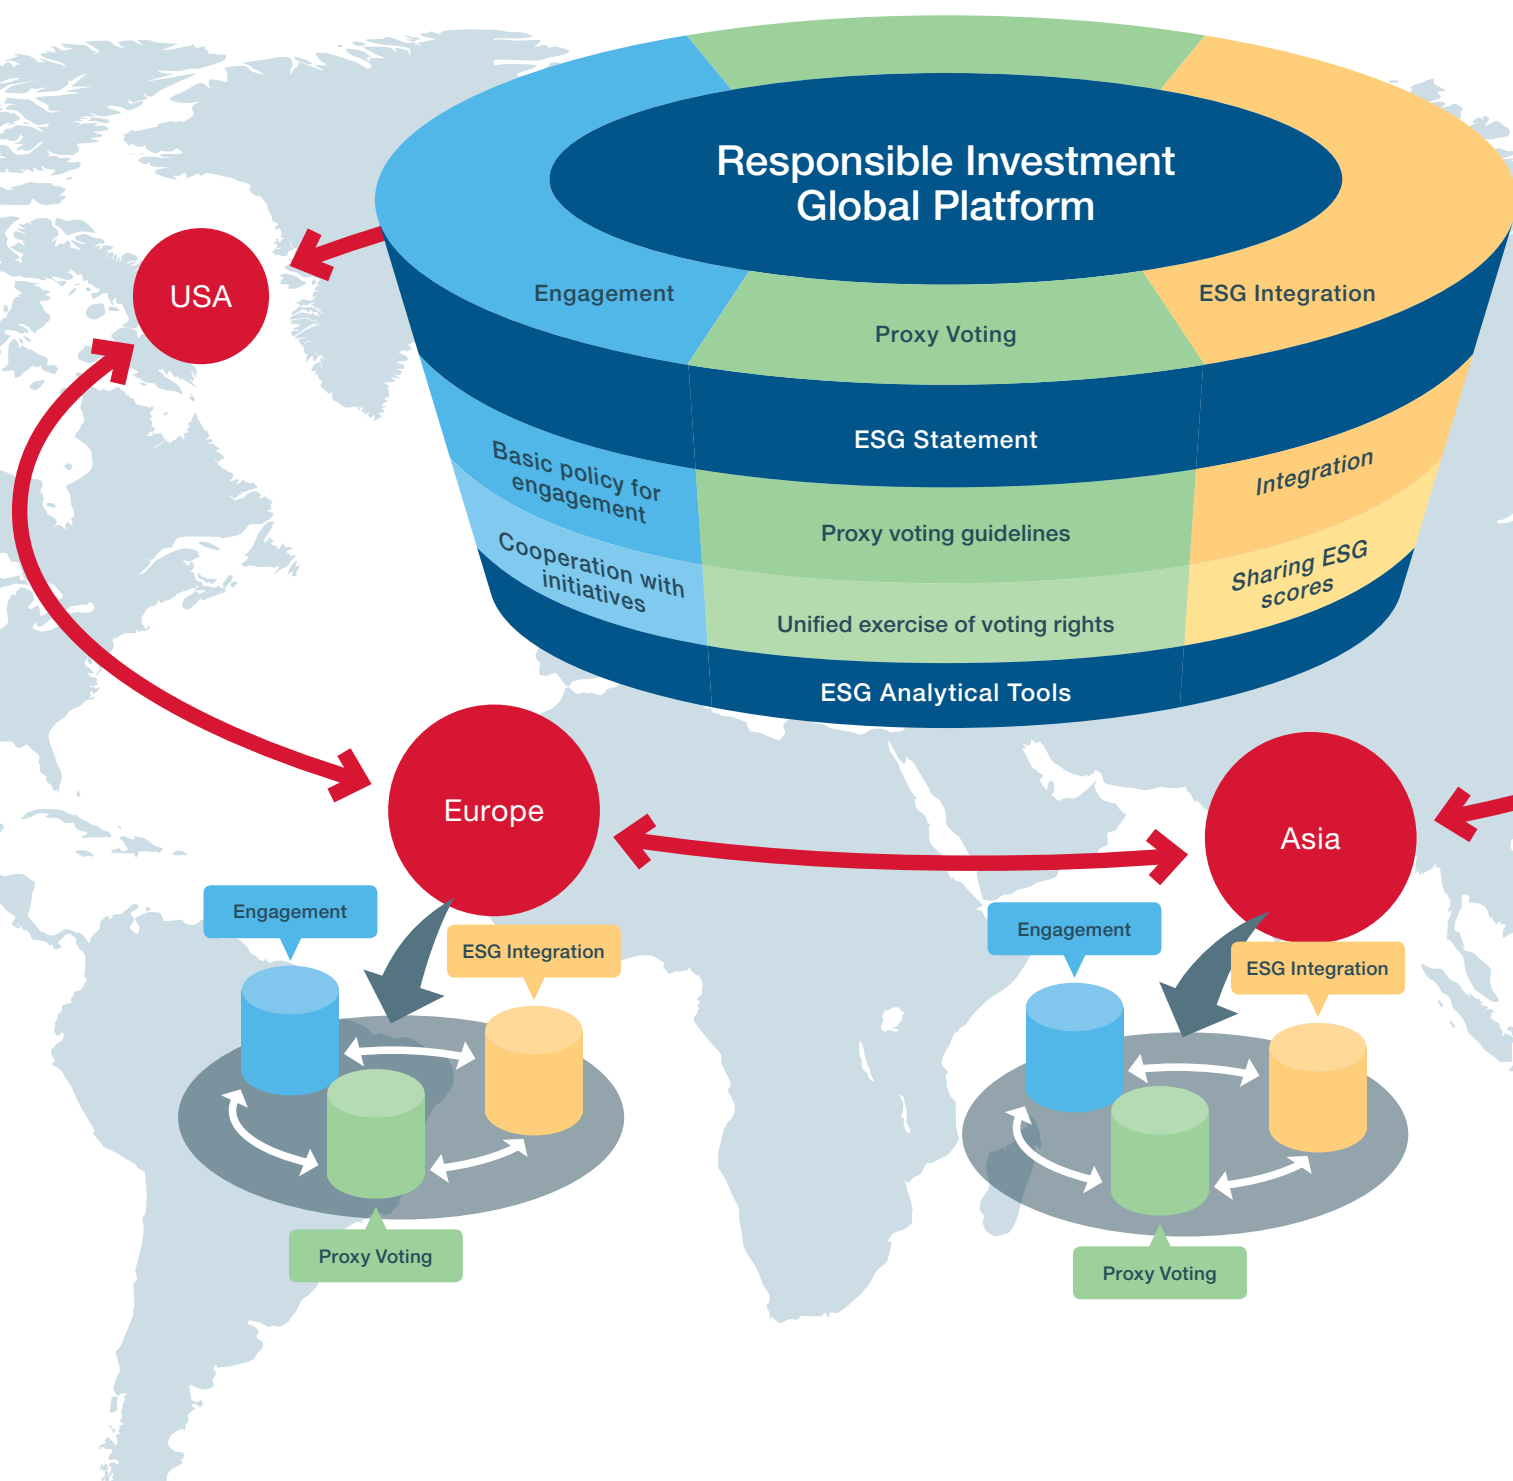 Responsible Investment
Global Platform
USA
Engagement
ESG Integration
Proxy Voting
ESG Statement
Basic policy for
engagement
Integration
Proxy voting guidelines
Cooperation with
initiatives
Sharing ESG
scores
Unified exercise of voting rights
ESG Analytical Tools
Europe
Asia
Engagement
ESG Integration
Proxy Voting
Engagement
ESG Integration
Proxy Voting